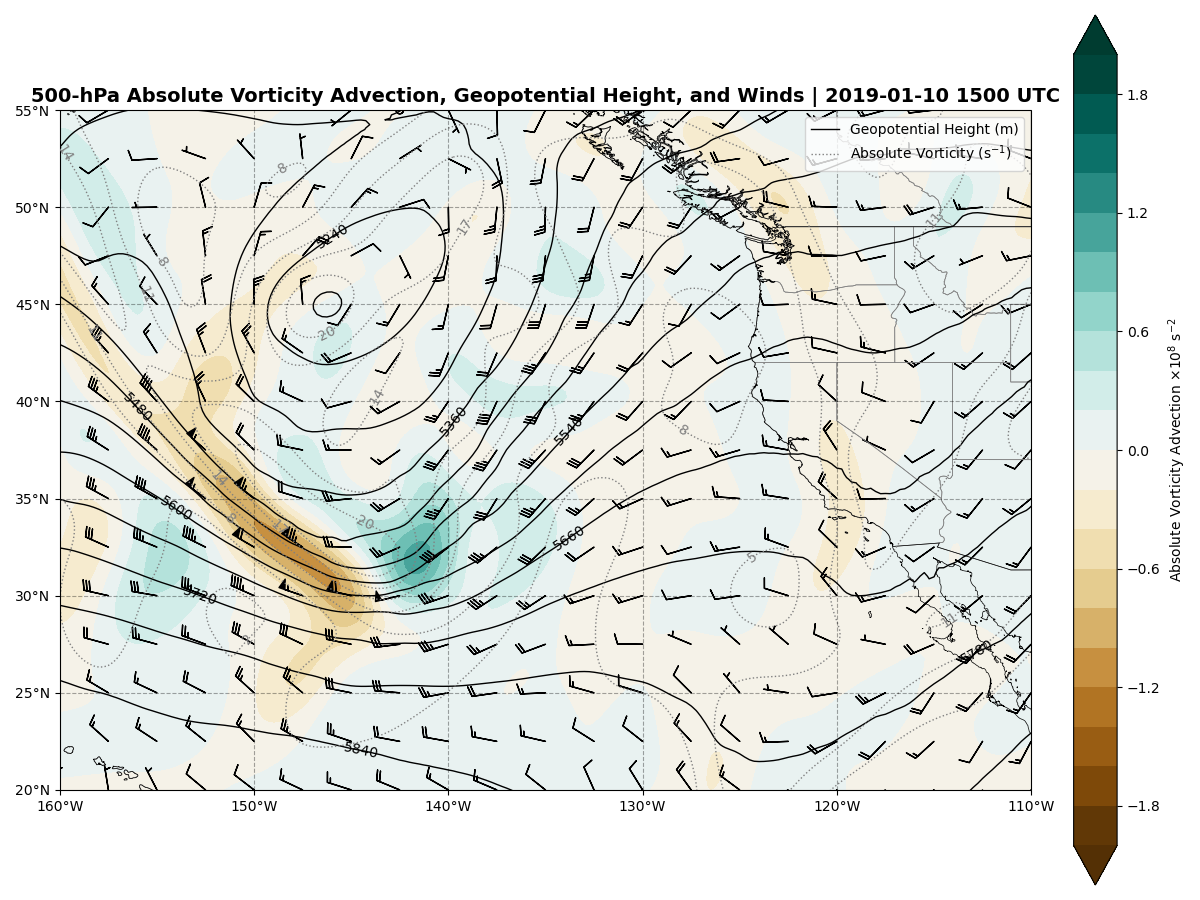 500-hPa Absolute Vorticity Advection, Geopotential Height, and Winds | 2019-01-10 1500 UTC
Geopotential Height (m)
Absolute Vorticity (s⁻¹)
55°N
50°N
45°N
40°N
35°N
30°N
25°N
20°N
160°W
150°W
140°W
130°W
120°W
110°W
14
8
17
11
8
5240
20
14
5480
5360
5540
8
14
5600
8
17
20
5660
5
5720
11
5780
5840
1.8
1.2
0.6
0.0
−0.6
−1.2
−1.8
Absolute Vorticity Advection ×10⁸ s⁻²